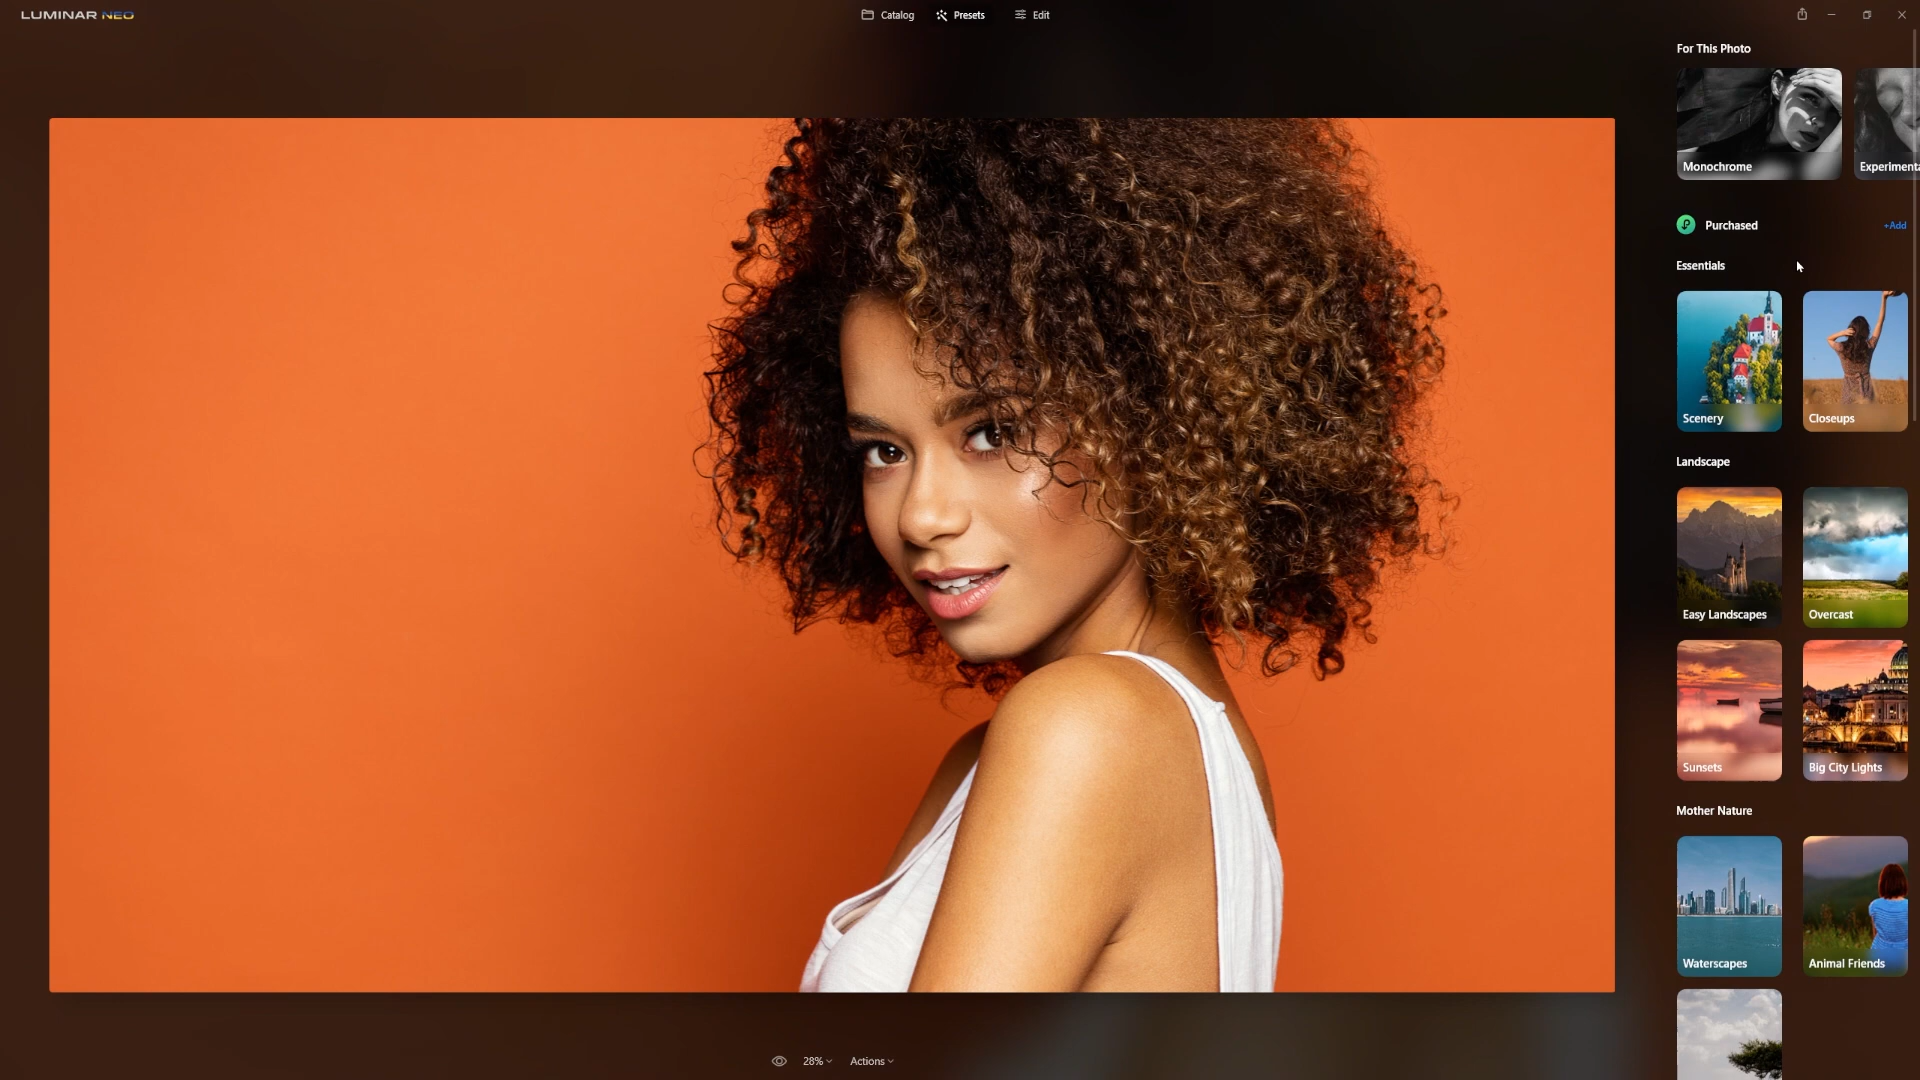 LUMINAR NEO
Catalog
Presets
Edit
For This Photo
Monochrome
Experimenta
Purchased
+Add
Essentials
Scenery
Closeups
Landscape
Easy Landscapes
Overcast
Sunsets
Big City Lights
Mother Nature
Waterscapes
Animal Friends
28%
Actions